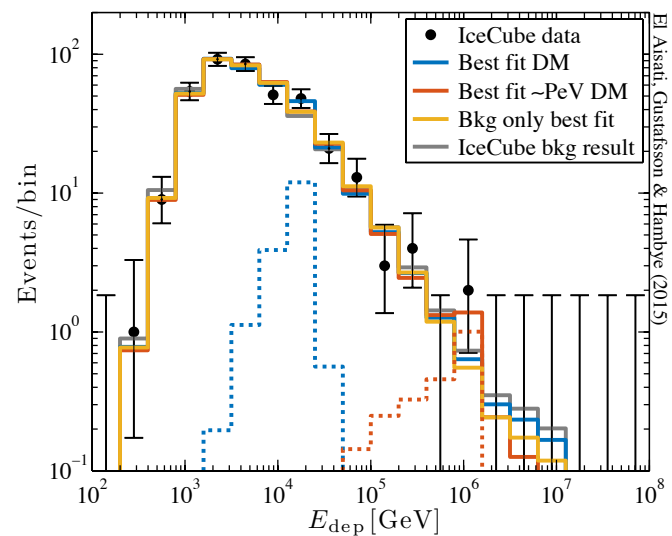 10²
10¹
10⁰
10⁻¹
Events/bin
IceCube data
Best fit DM
Best fit ~PeV DM
Bkg only best fit
IceCube bkg result
El Aisati, Gustafsson & Hambye (2015)
10² 10³ 10⁴ 10⁵ 10⁶ 10⁷ 10⁸
E_dep [GeV]